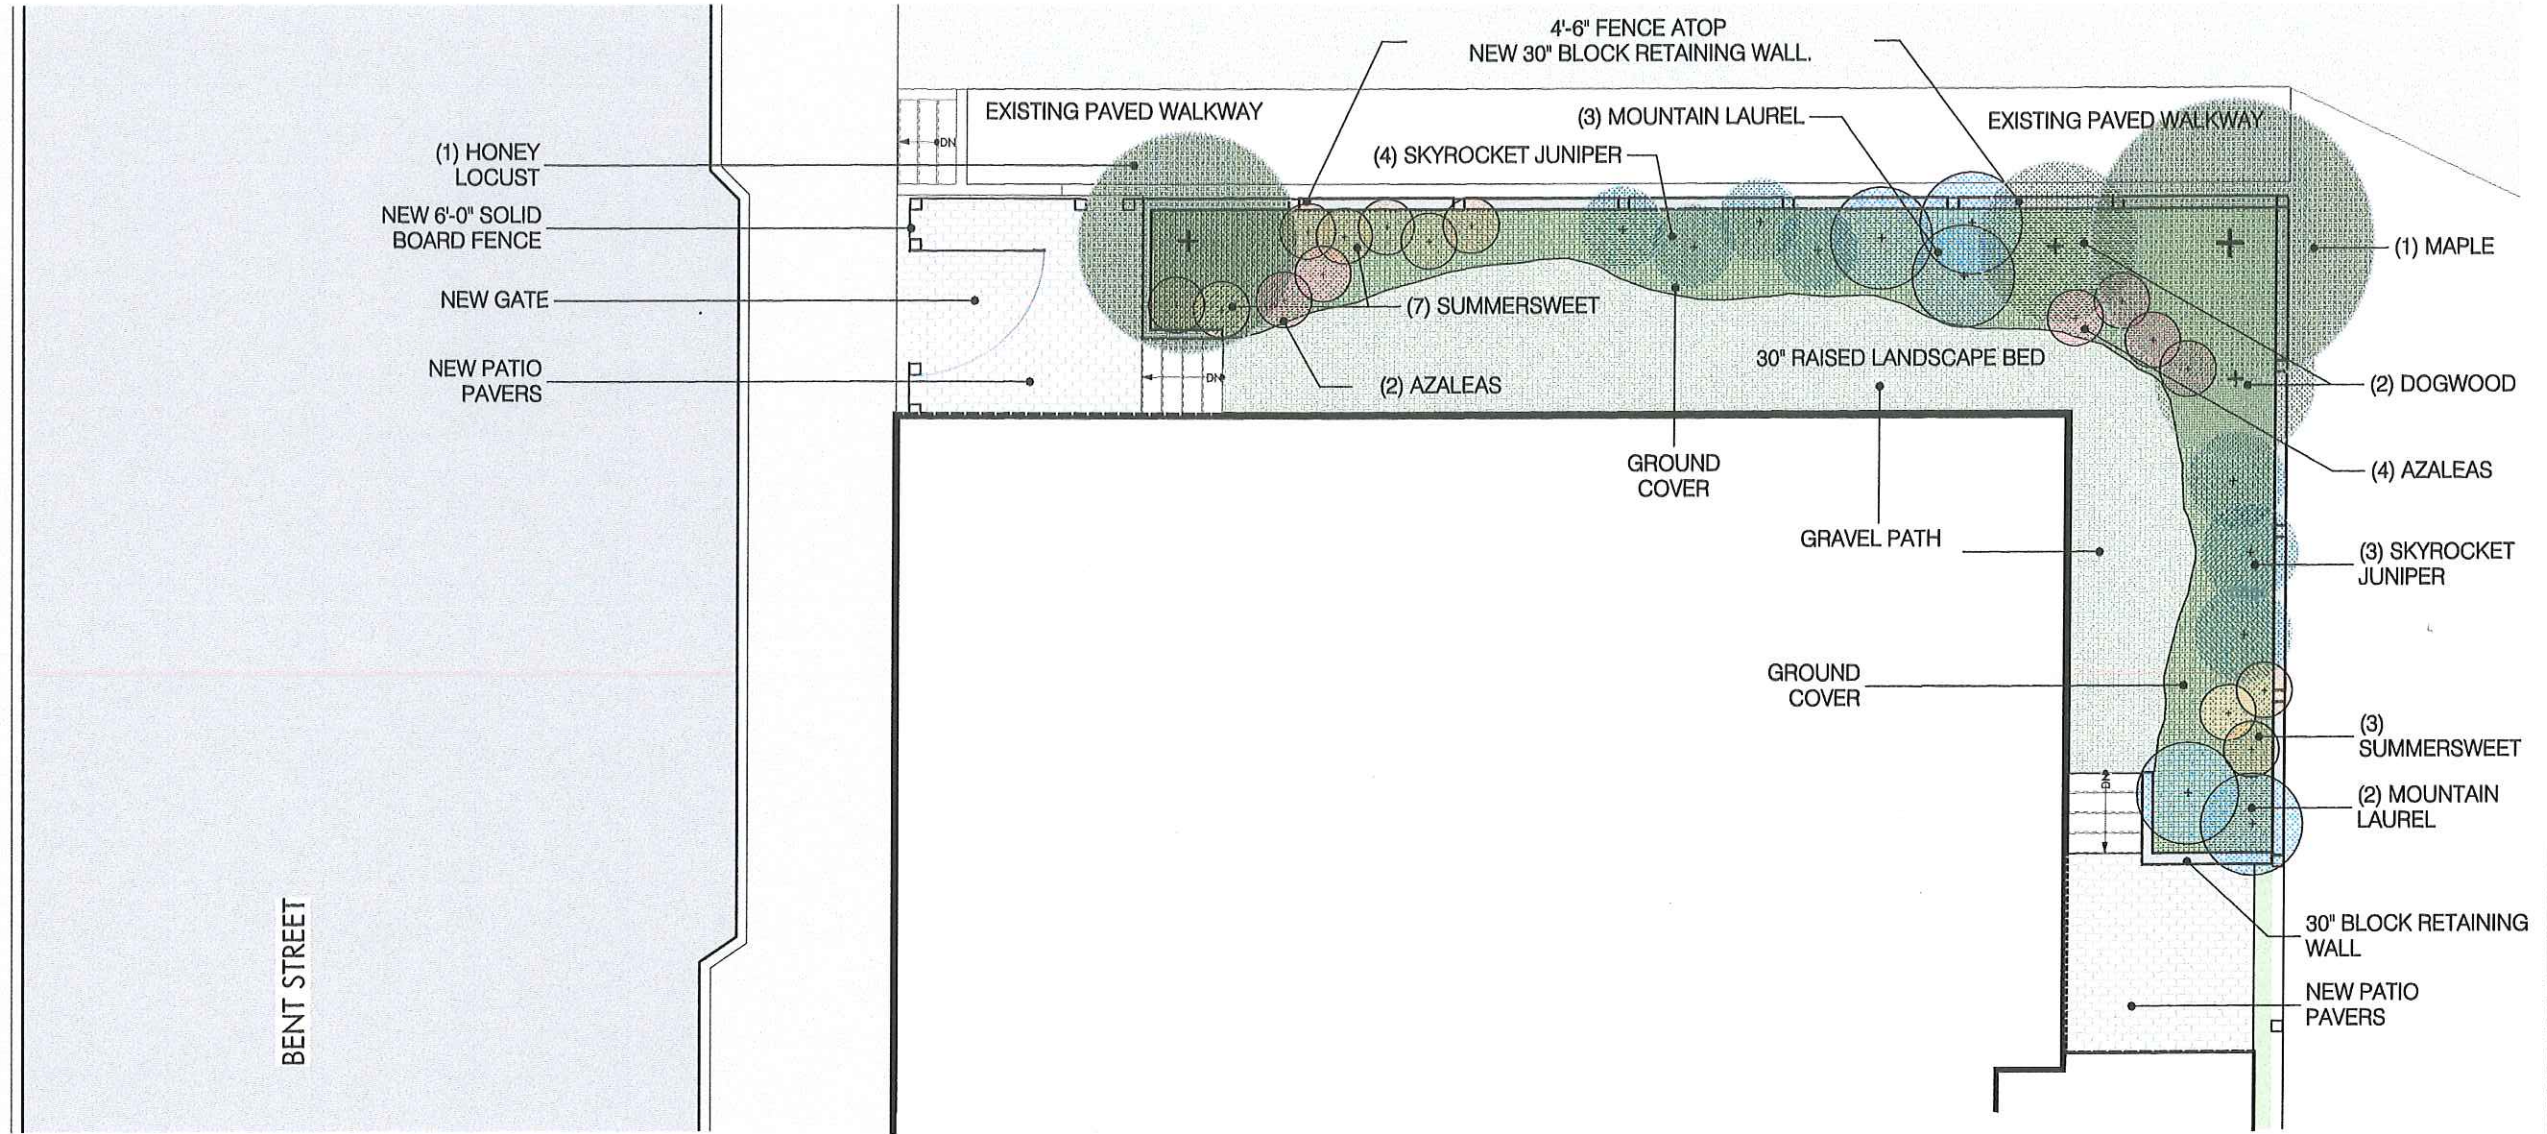 4'-6" FENCE ATOP
NEW 30" BLOCK RETAINING WALL.
EXISTING PAVED WALKWAY
(3) MOUNTAIN LAUREL
EXISTING PAVED WALKWAY
(4) SKYROCKET JUNIPER
DN
(1) HONEY
LOCUST
NEW 6'-0" SOLID
BOARD FENCE
NEW GATE
NEW PATIO
PAVERS
(1) MAPLE
(7) SUMMERSWEET
30" RAISED LANDSCAPE BED
DN
(2) AZALEAS
(2) DOGWOOD
GROUND
COVER
(4) AZALEAS
GRAVEL PATH
(3) SKYROCKET
JUNIPER
GROUND
COVER
(3)
SUMMERSWEET
DN
(2) MOUNTAIN
LAUREL
30" BLOCK RETAINING
WALL
NEW PATIO
PAVERS
BENT STREET